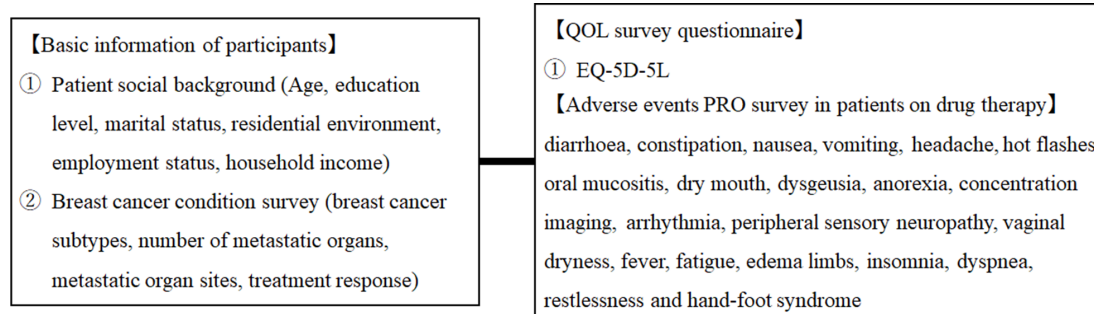 【Basic information of participants】
① Patient social background (Age, education
level, marital status, residential environment,
employment status, household income)
② Breast cancer condition survey (breast cancer
subtypes, number of metastatic organs,
metastatic organ sites, treatment response)
【QOL survey questionnaire】
① EQ-5D-5L
【Adverse events PRO survey in patients on drug therapy】
diarrhoea, constipation, nausea, vomiting, headache, hot flashes
oral mucositis, dry mouth, dysgeusia, anorexia, concentration
imaging, arrhythmia, peripheral sensory neuropathy, vaginal
dryness, fever, fatigue, edema limbs, insomnia, dyspnea,
restlessness and hand-foot syndrome